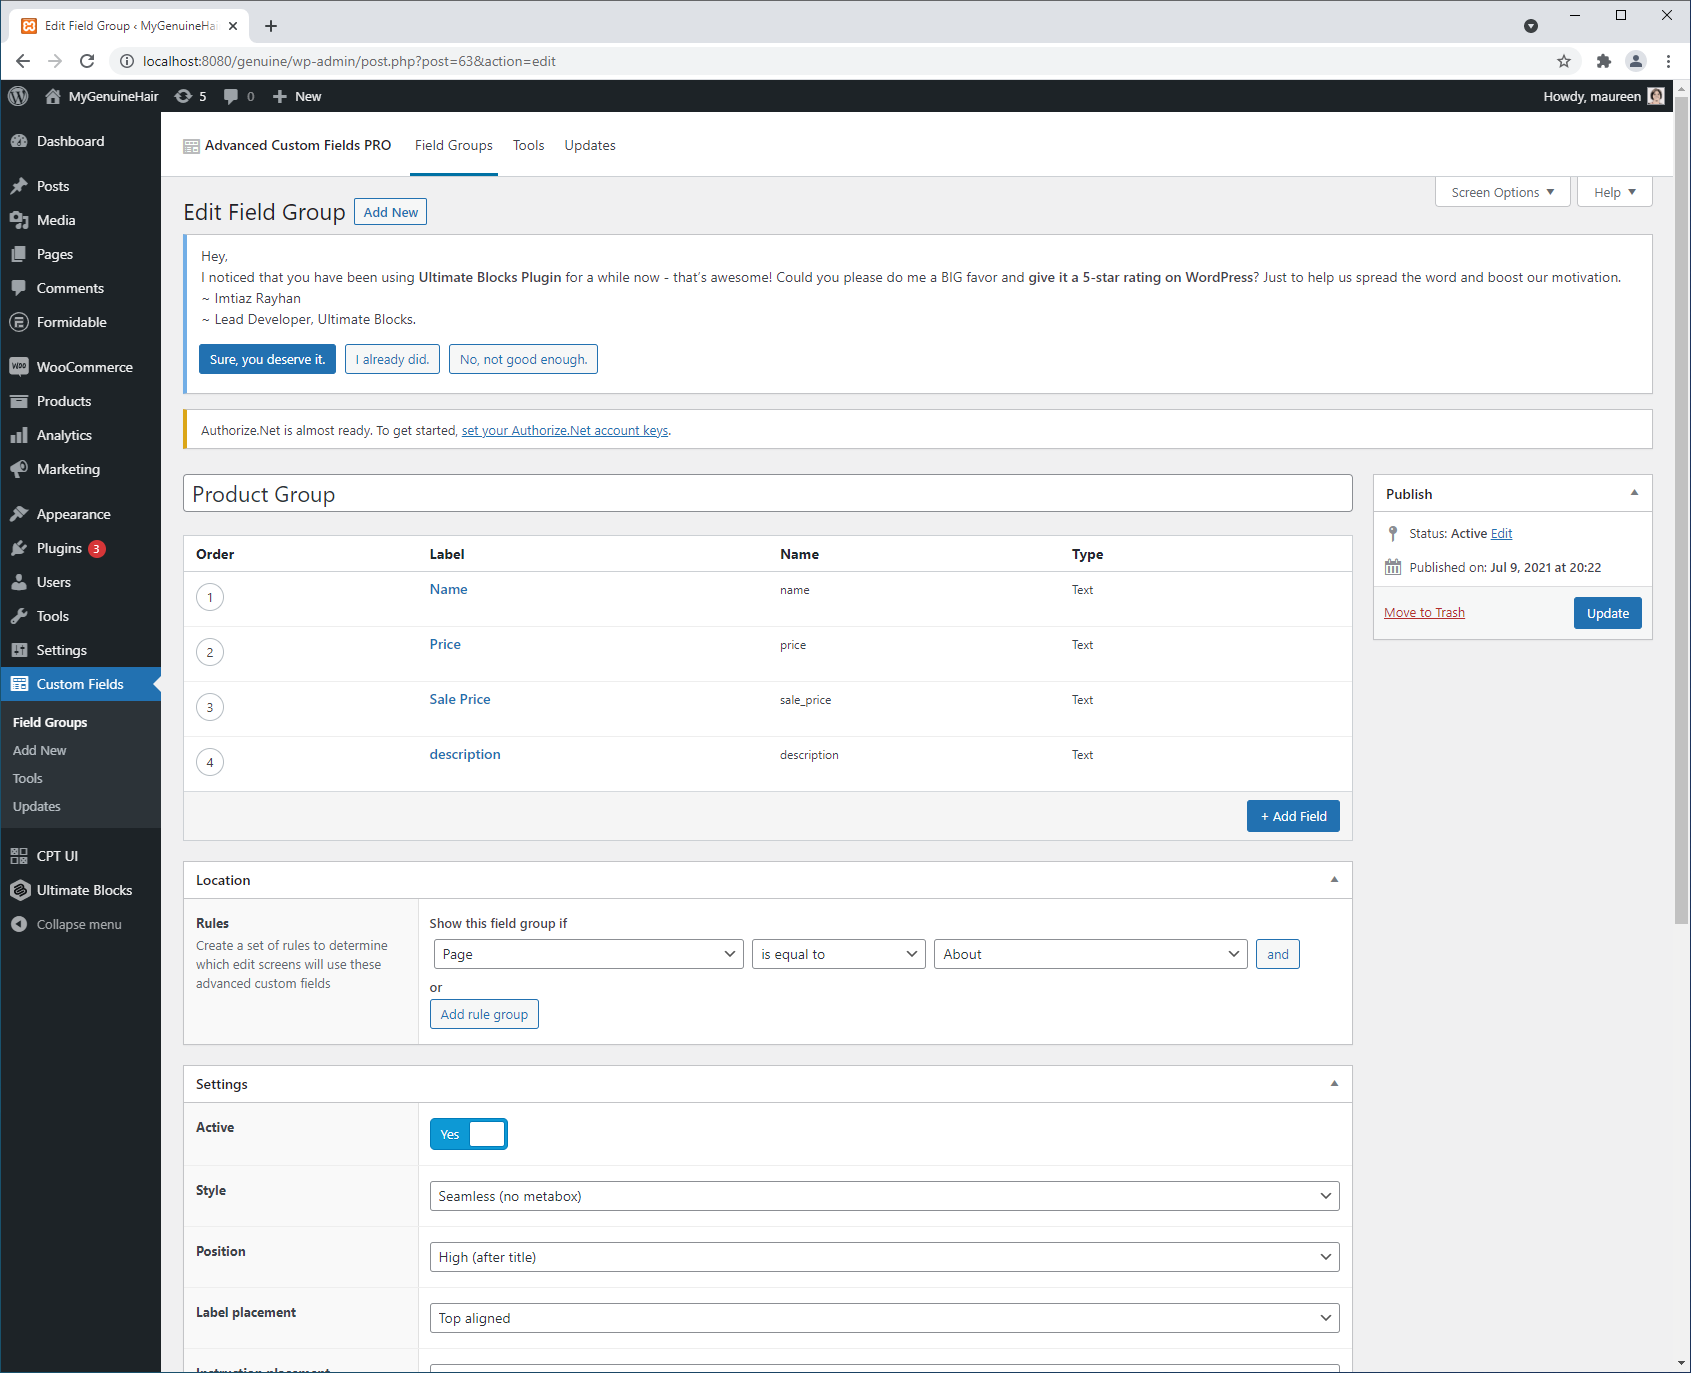 Edit Field Group ‹ MyGenuineHai
localhost:8080/genuine/wp-admin/post.php?post=63&action=edit
MyGenuineHair 5 0 New
Howdy, maureen
Dashboard
Posts
Media
Pages
Comments
Formidable
WooCommerce
Products
Analytics
Marketing
Appearance
Plugins 3
Users
Tools
Settings
Custom Fields
Field Groups
Add New
Tools
Updates
CPT UI
Ultimate Blocks
Collapse menu
Advanced Custom Fields PRO Field Groups Tools Updates
Screen Options Help
Edit Field Group Add New
Hey,
I noticed that you have been using Ultimate Blocks Plugin for a while now - that's awesome! Could you please do me a BIG favor and give it a 5-star rating on WordPress? Just to help us spread the word and boost our motivation.
~ Imtiaz Rayhan
~ Lead Developer, Ultimate Blocks.
Sure, you deserve it. I already did. No, not good enough.
Authorize.Net is almost ready. To get started, set your Authorize.Net account keys.
Product Group
Order Label Name Type
1 Name name Text
2 Price price Text
3 Sale Price sale_price Text
4 description description Text
+ Add Field
Publish
Status: Active Edit
Published on: Jul 9, 2021 at 20:22
Move to Trash Update
Location
Rules
Create a set of rules to determine
which edit screens will use these
advanced custom fields
Show this field group if
Page is equal to About and
or
Add rule group
Settings
Active Yes
Style Seamless (no metabox)
Position High (after title)
Label placement Top aligned
Instruction placement